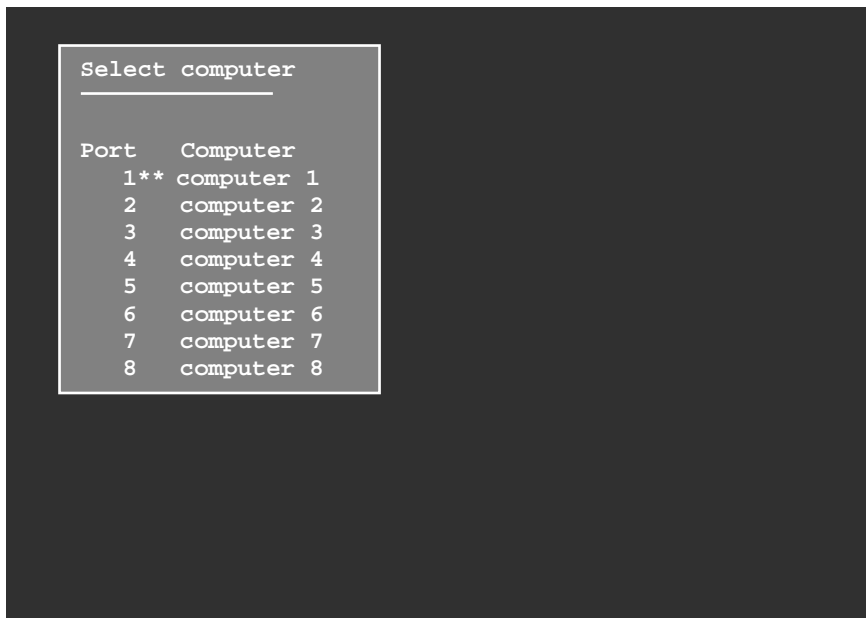 Select computer
Port Computer
1** computer 1
2 computer 2
3 computer 3
4 computer 4
5 computer 5
6 computer 6
7 computer 7
8 computer 8